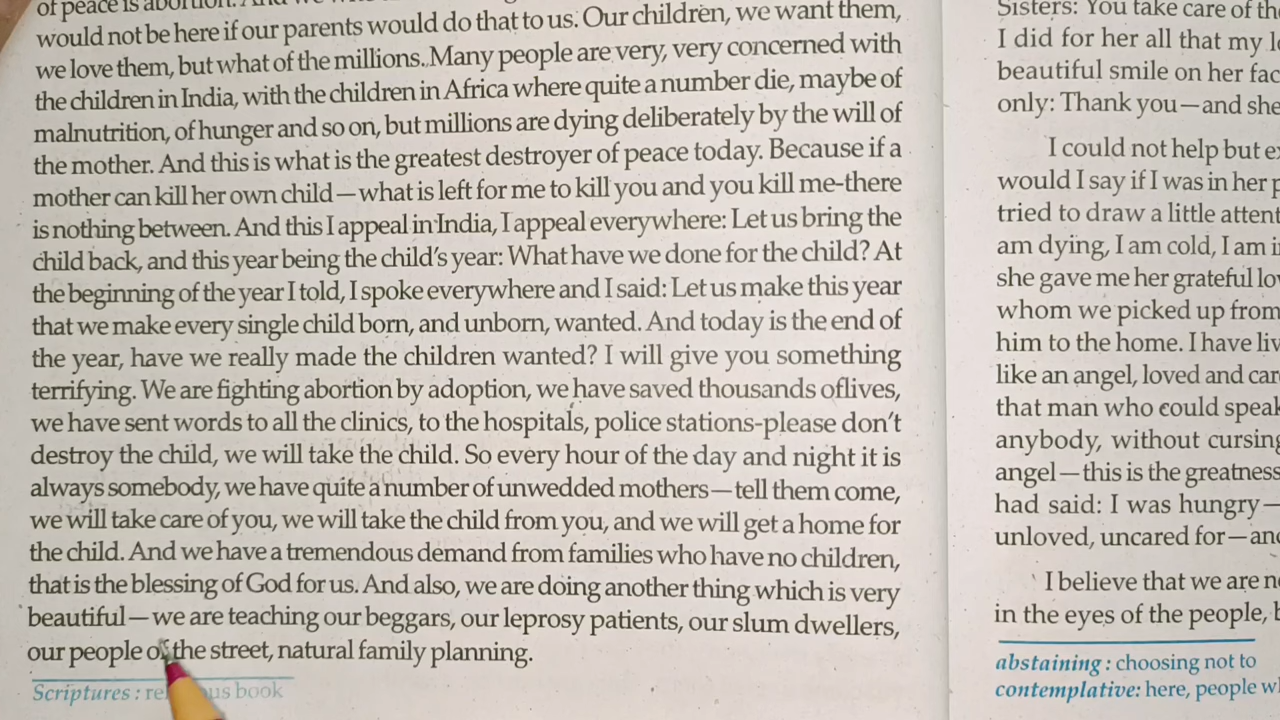 of peace is abortion. And we
would not be here if our parents would do that to us. Our children, we want them,
we love them, but what of the millions. Many people are very, very concerned with
the children in India, with the children in Africa where quite a number die, maybe of
malnutrition, of hunger and so on, but millions are dying deliberately by the will of
the mother. And this is what is the greatest destroyer of peace today. Because if a
mother can kill her own child—what is left for me to kill you and you kill me-there
is nothing between. And this I appeal in India, I appeal everywhere: Let us bring the
child back, and this year being the child's year: What have we done for the child? At
the beginning of the year I told, I spoke everywhere and I said: Let us make this year
that we make every single child born, and unborn, wanted. And today is the end of
the year, have we really made the children wanted? I will give you something
terrifying. We are fighting abortion by adoption, we have saved thousands oflives,
we have sent words to all the clinics, to the hospitals, police stations-please don't
destroy the child, we will take the child. So every hour of the day and night it is
always somebody, we have quite a number of unwedded mothers—tell them come,
we will take care of you, we will take the child from you, and we will get a home for
the child. And we have a tremendous demand from families who have no children,
that is the blessing of God for us. And also, we are doing another thing which is very
beautiful—we are teaching our beggars, our leprosy patients, our slum dwellers,
our people of the street, natural family planning.
Scriptures: book
Sisters: You take care of
I did for her all that my
beautiful smile on her
only: Thank you—and
I could not help but
would I say if I was in her
tried to draw a little
am dying, I am cold, I am
she gave me her grateful
whom we picked up from
him to the home. I have
like an angel, loved and
that man who could
anybody, without
angel—this is the
had said: I was hungry—
unloved, uncared for—
I believe that we are
in the eyes of the people,
abstaining: choosing not to
contemplative: here, people